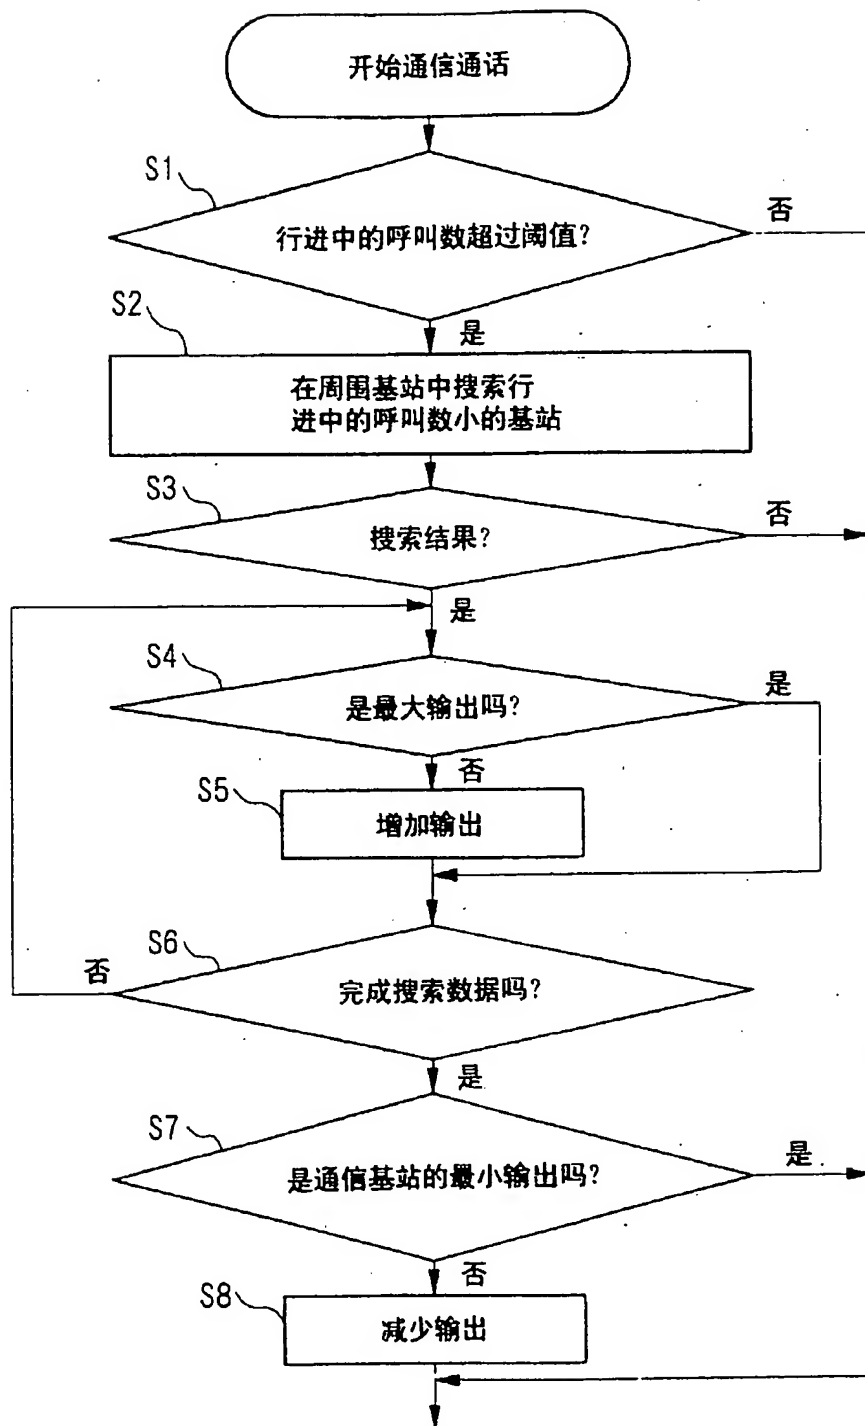 开始通信通话
S1
行进中的呼叫数超过阈值?
否
是
S2
在周围基站中搜索行
进中的呼叫数小的基站
S3
搜索结果?
否
是
S4
是最大输出吗?
是
否
S5
增加输出
S6
否
完成搜索数据吗?
是
S7
是通信基站的最小输出吗?
是
否
S8
减少输出